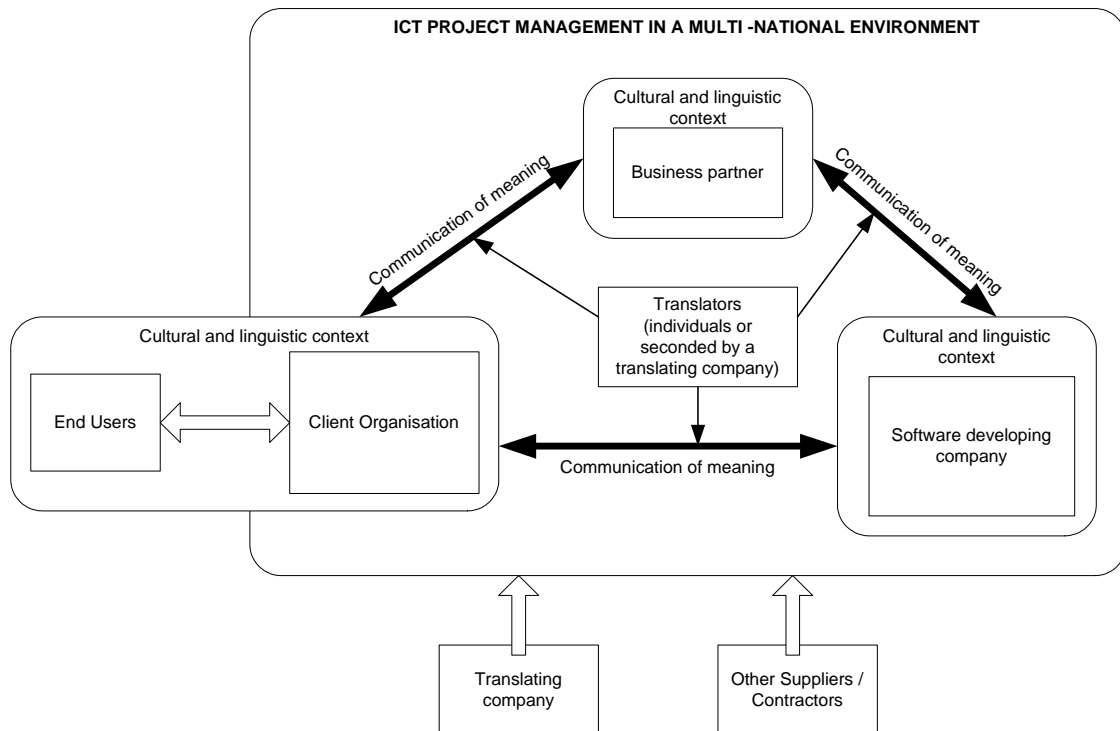 ICT PROJECT MANAGEMENT IN A MULTI -NATIONAL ENVIRONMENT
Cultural and linguistic
context
Business partner
Communication of meaning
Communication of meaning
Translators
(individuals or
seconded by a
translating company)
Cultural and linguistic context
End Users
Client Organisation
Cultural and linguistic
context
Software developing
company
Communication of meaning
Translating
company
Other Suppliers /
Contractors